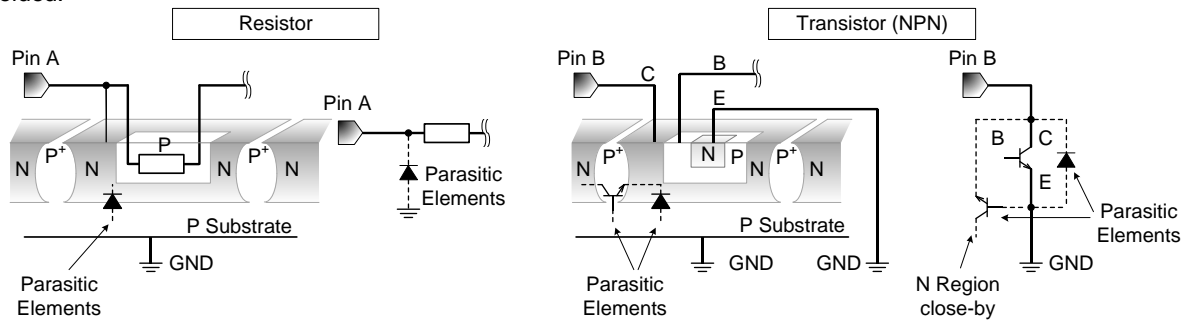 Resistor
Transistor (NPN)
Pin A
Pin A
N
P+
N
P
P+
N
N
Parasitic
Elements
P Substrate
GND
Parasitic
Elements
Pin B
C
B
E
N
P+
N
P
P+
N
N
P Substrate
GND
GND
Parasitic
Elements
Pin B
B
C
E
Parasitic
Elements
GND
N Region
close-by